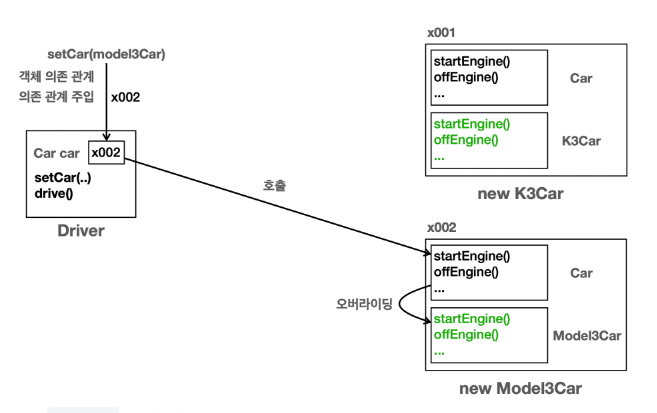 setCar(model3Car)
객체 의존 관계
의존 관계 주입
x002
Car car
x002
setCar(..)
drive()
Driver
호출
x001
startEngine()
offEngine()
...
Car
startEngine()
offEngine()
...
K3Car
new K3Car
x002
startEngine()
offEngine()
...
Car
오버라이딩
startEngine()
offEngine()
...
Model3Car
new Model3Car